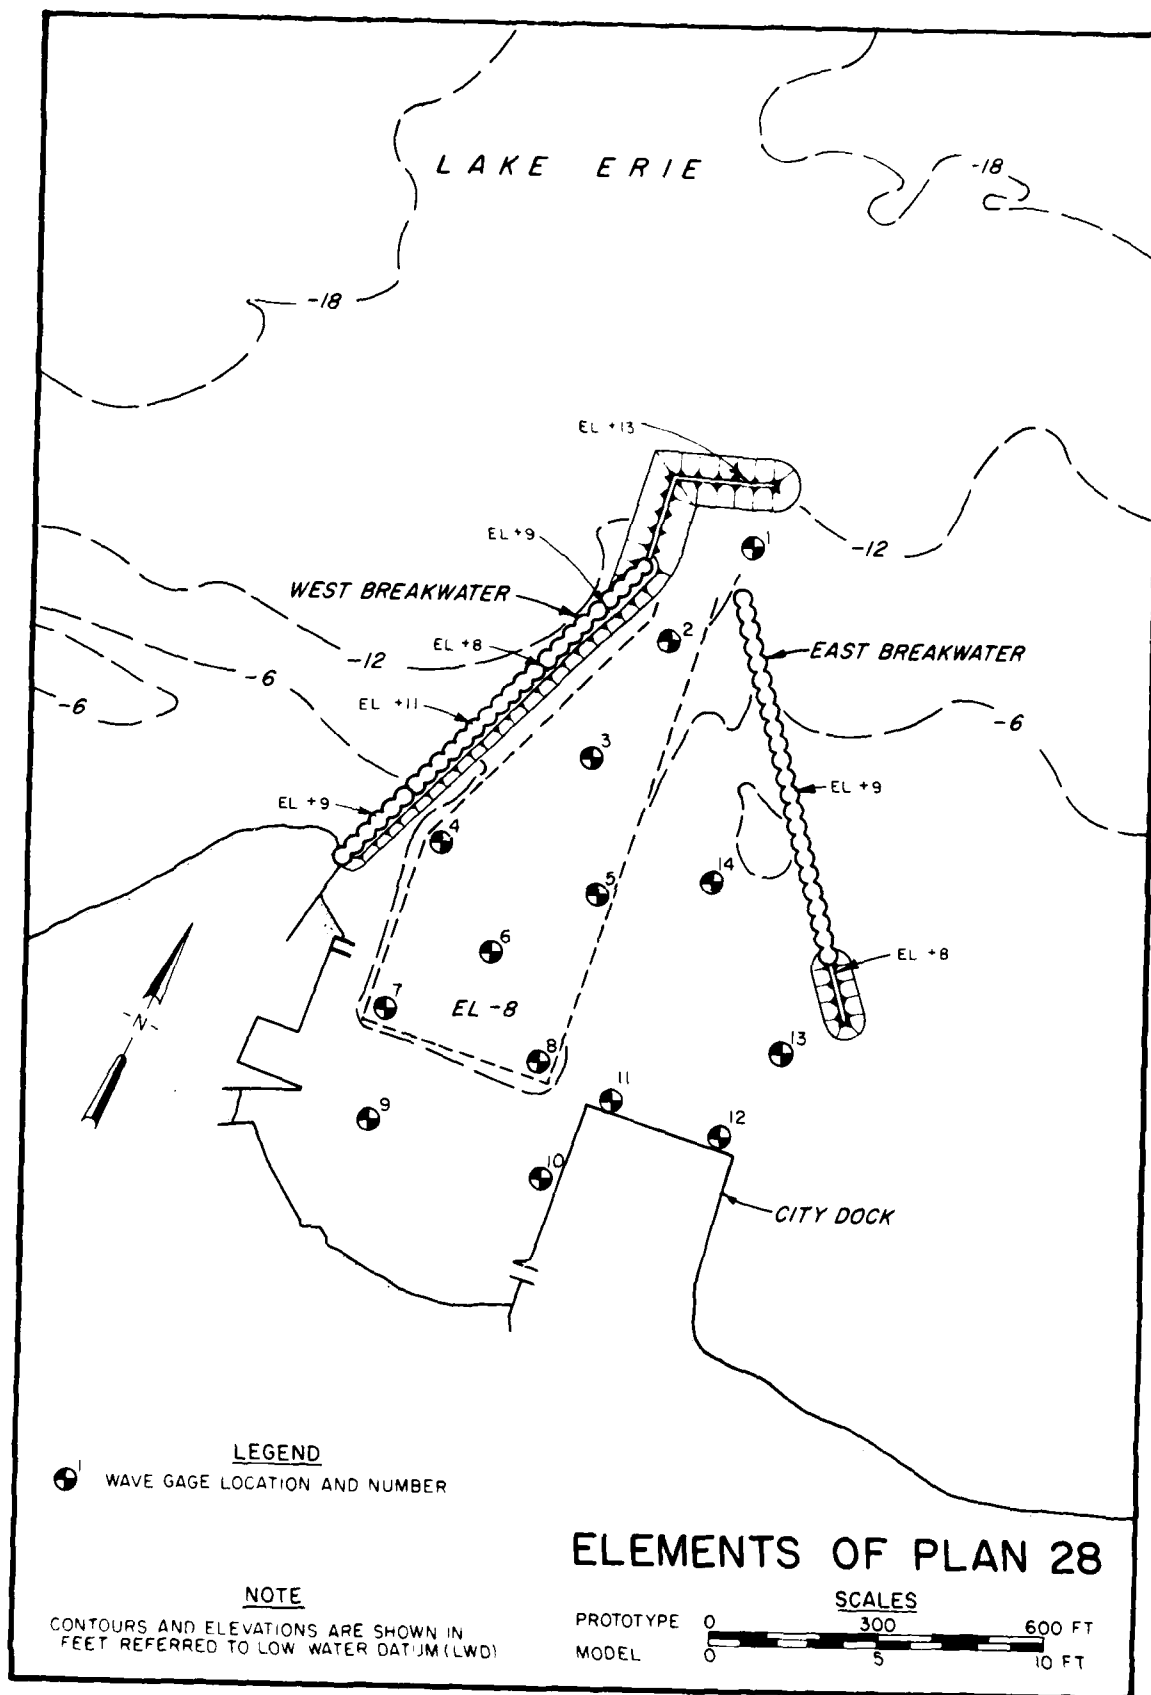 LAKE ERIE
-18
-18
EL +13
EL +9
1
-12
WEST BREAKWATER
2
EL +8
EAST BREAKWATER
-12
-6
-6
EL +11
-6
3
EL +9
EL +9
4
14
5
6
EL +8
7
EL -8
-N-
8
13
11
9
12
10
CITY DOCK
LEGEND
1
WAVE GAGE LOCATION AND NUMBER
ELEMENTS OF PLAN 28
NOTE
CONTOURS AND ELEVATIONS ARE SHOWN IN
FEET REFERRED TO LOW WATER DATUM (LWD)
SCALES
PROTOTYPE 0 300 600 FT
MODEL 0 5 10 FT